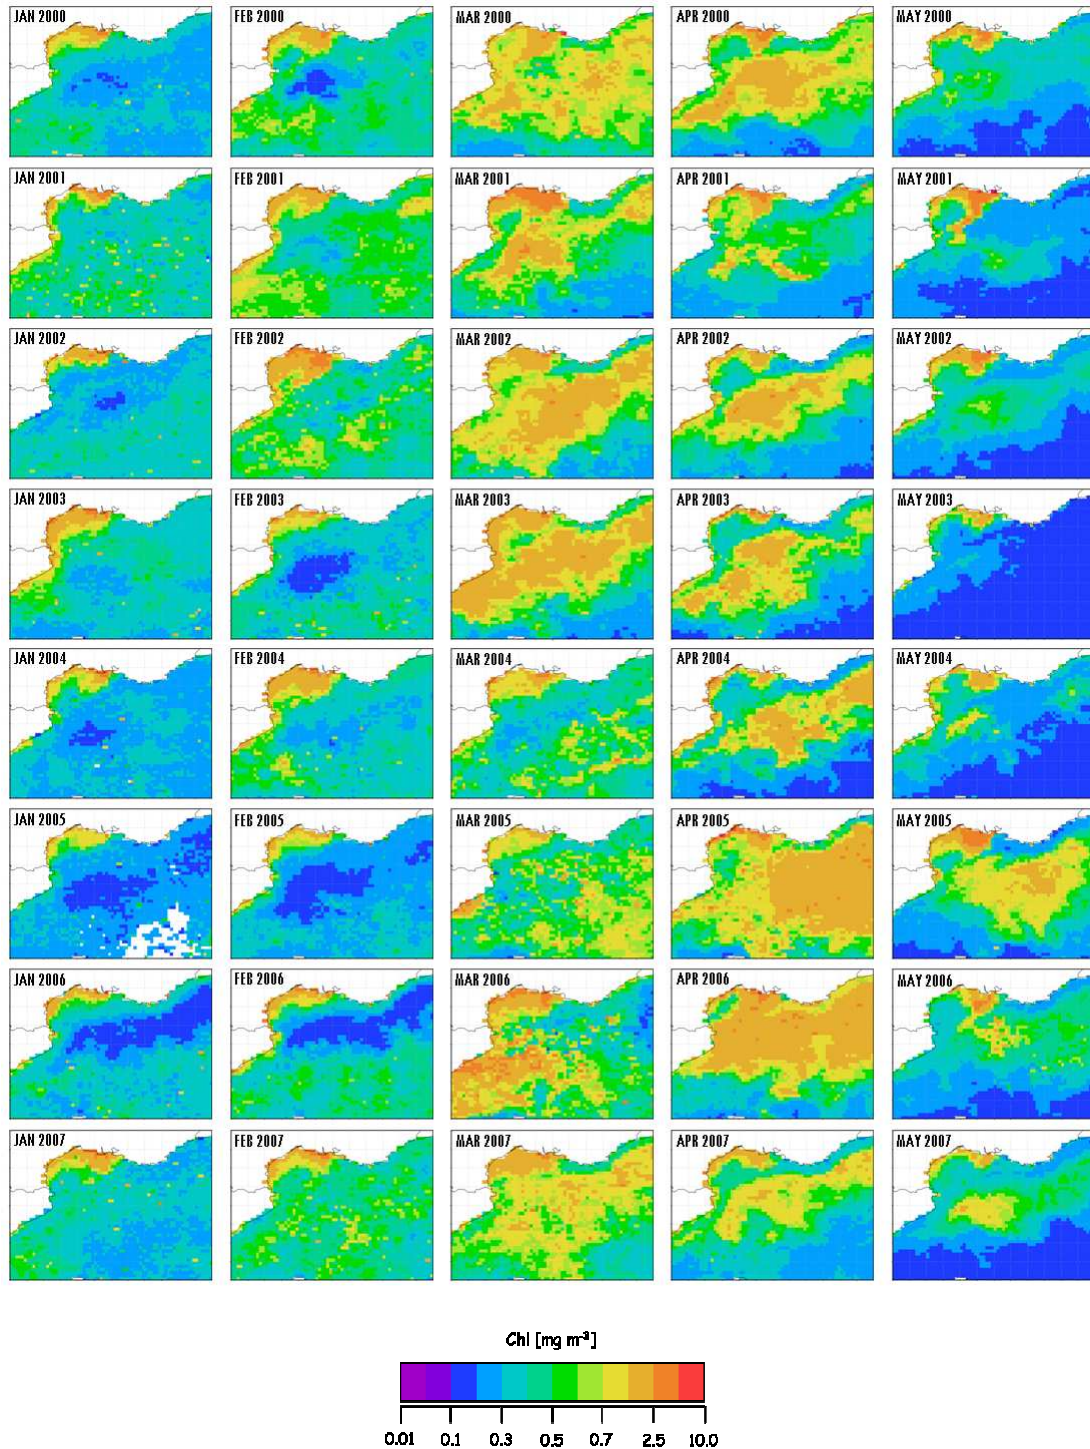 JAN 2000 FEB 2000 MAR 2000 APR 2000 MAY 2000
JAN 2001 FEB 2001 MAR 2001 APR 2001 MAY 2001
JAN 2002 FEB 2002 MAR 2002 APR 2002 MAY 2002
JAN 2003 FEB 2003 MAR 2003 APR 2003 MAY 2003
JAN 2004 FEB 2004 MAR 2004 APR 2004 MAY 2004
JAN 2005 FEB 2005 MAR 2005 APR 2005 MAY 2005
JAN 2006 FEB 2006 MAR 2006 APR 2006 MAY 2006
JAN 2007 FEB 2007 MAR 2007 APR 2007 MAY 2007
Chl [mg m⁻³]
0.01 0.1 0.3 0.5 0.7 2.5 10.0